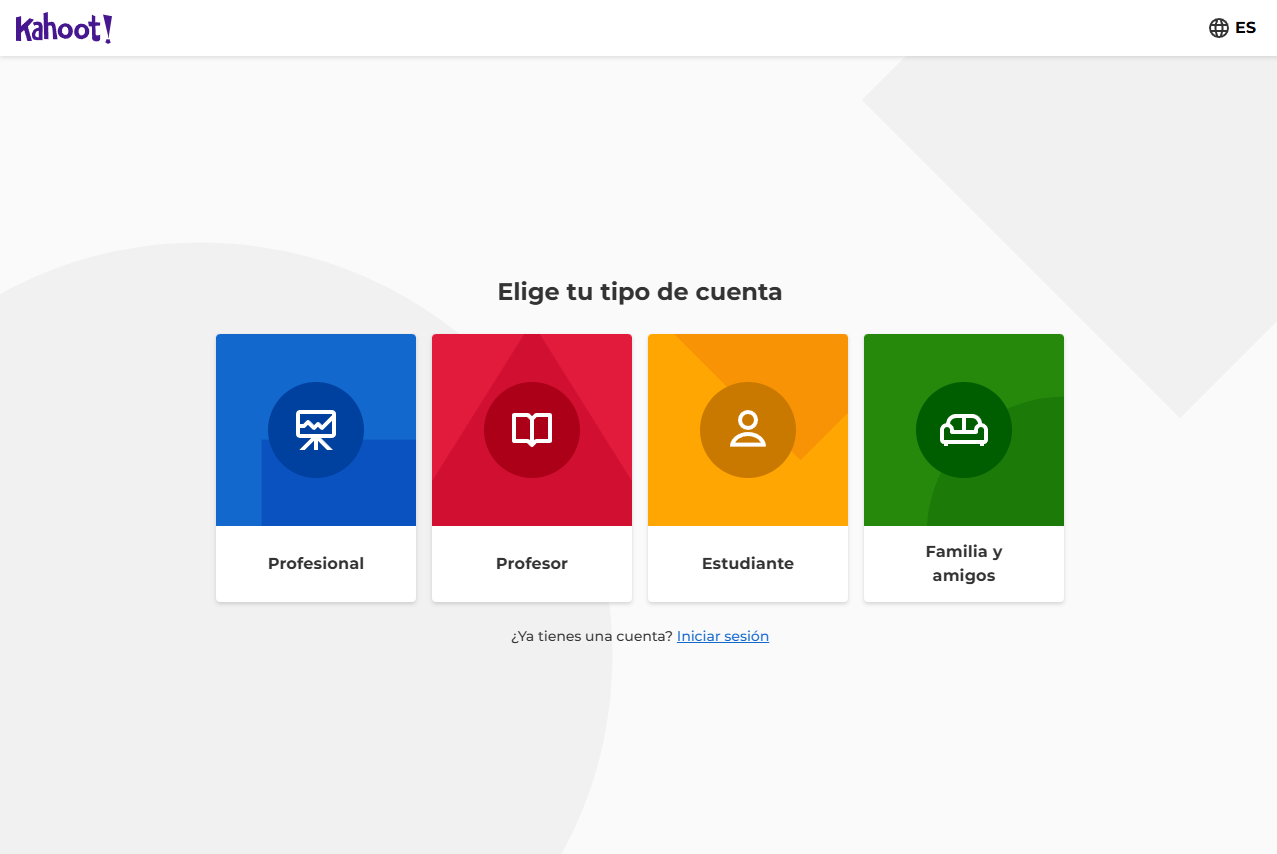 Kahoot!
ES
Elige tu tipo de cuenta
Profesional
Profesor
Estudiante
Familia y
amigos
¿Ya tienes una cuenta? Iniciar sesión